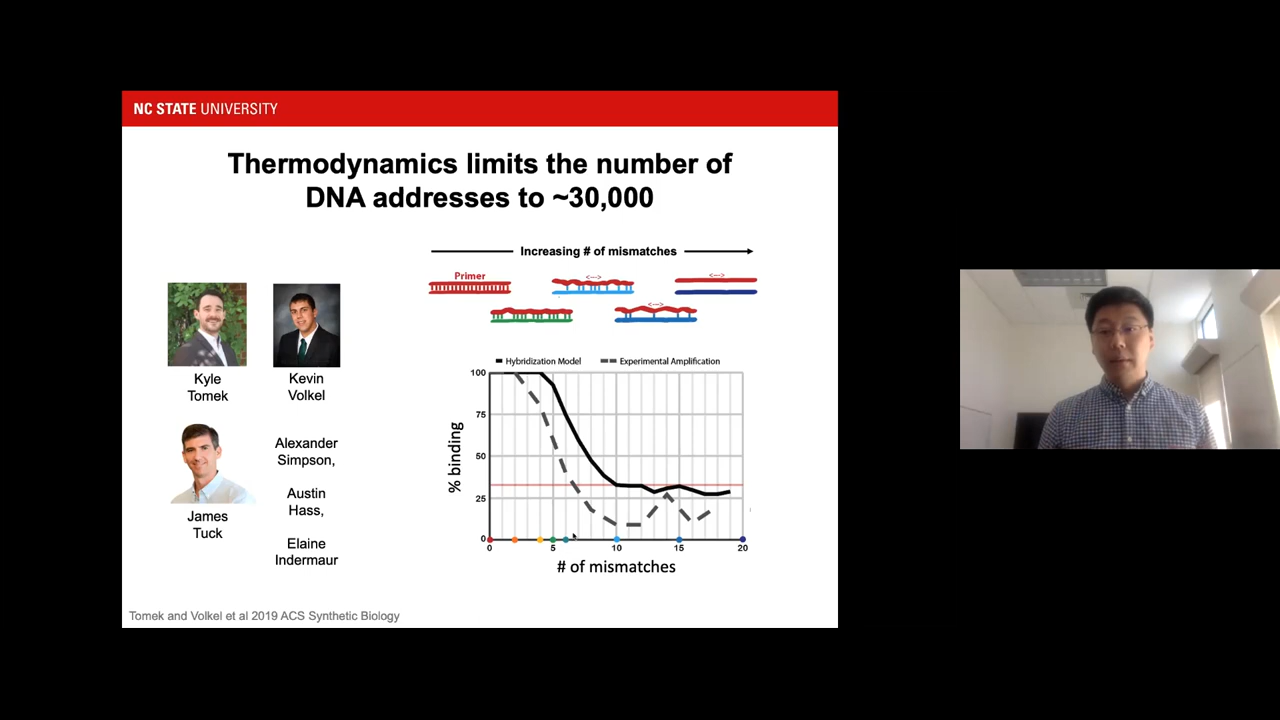 NC STATE UNIVERSITY
Thermodynamics limits the number of
DNA addresses to ~30,000
Increasing # of mismatches
Primer
Kyle
Tomek
Kevin
Volkel
James
Tuck
Alexander
Simpson,
Austin
Hass,
Elaine
Indermaur
Hybridization Model
Experimental Amplification
100
75
50
25
0
% binding
0 5 10 15 20
# of mismatches
Tomek and Volkel et al 2019 ACS Synthetic Biology